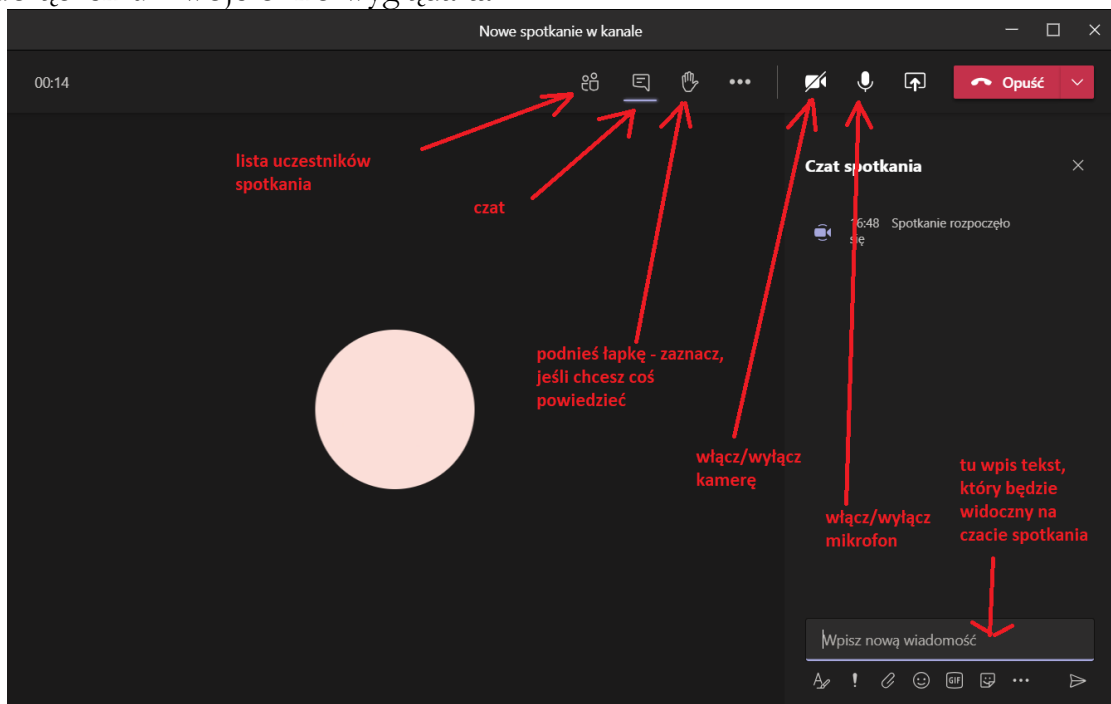 Nowe spotkanie w kanale
00:14
Opuść
lista uczestników
spotkania
czat
Czat spotkania
16:48 Spotkanie rozpoczęło
się
podnieś łapkę - zaznacz,
jeśli chcesz coś
powiedzieć
włącz/wyłącz
kamerę
włącz/wyłącz
mikrofon
tu wpis tekst,
który będzie
widoczny na
czacie spotkania
Wpisz nową wiadomość
GIF